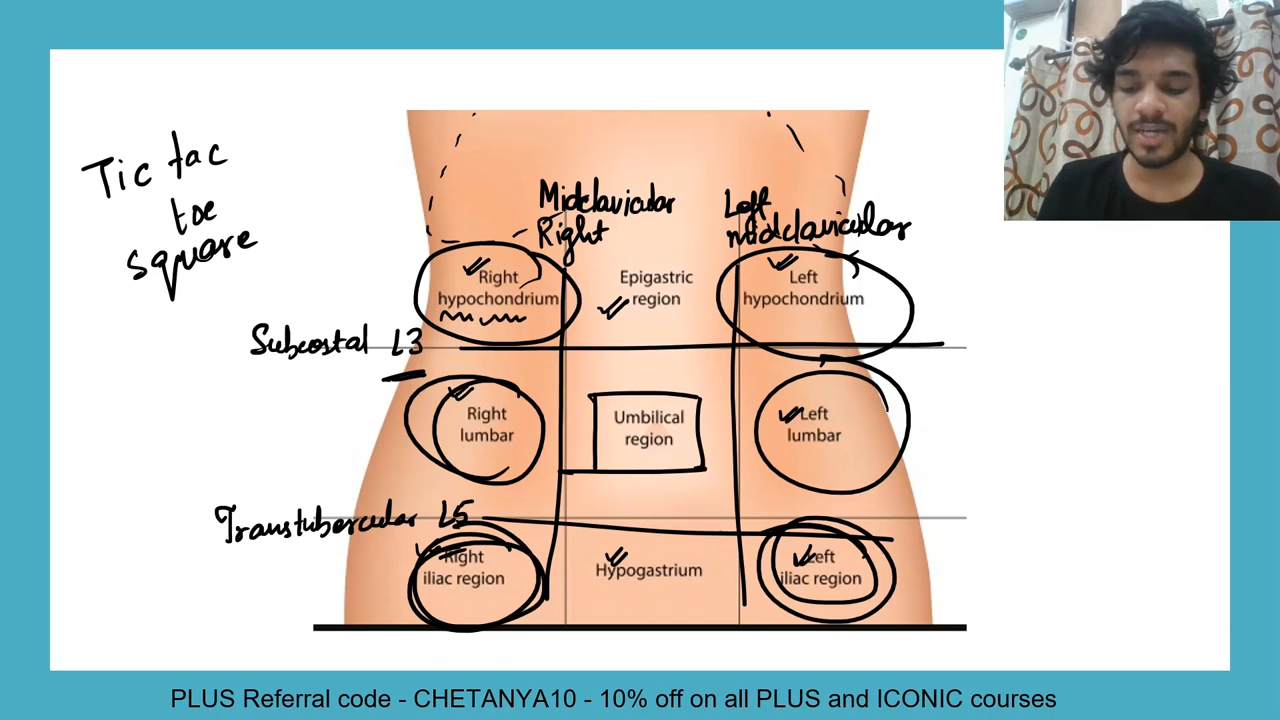 Tic tac
toe
square
Midclavicular
Right
Left
midclavicular
Right
hypochondrium
Epigastric
region
Left
hypochondrium
Subcostal L3
Right
lumbar
Umbilical
region
Left
lumbar
Transtubercular L5
Right
iliac region
Hypogastrium
Left
iliac region
PLUS Referral code - CHETANYA10 - 10% off on all PLUS and ICONIC courses